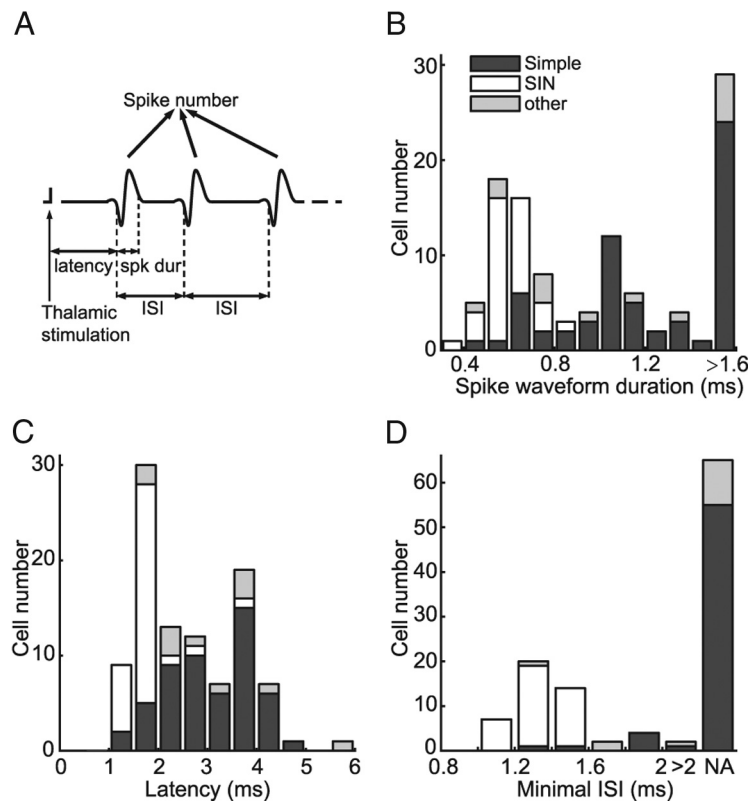 A
Spike number
latency
spk dur
ISI
ISI
Thalamic
stimulation
B
Simple
SIN
other
Cell number
30
20
10
0
0.4
0.8
1.2
>1.6
Spike waveform duration (ms)
C
Cell number
30
20
10
0
0
1
2
3
4
5
6
Latency (ms)
D
Cell number
60
50
40
30
20
10
0
0.8
1.2
1.6
2
>2
NA
Minimal ISI (ms)